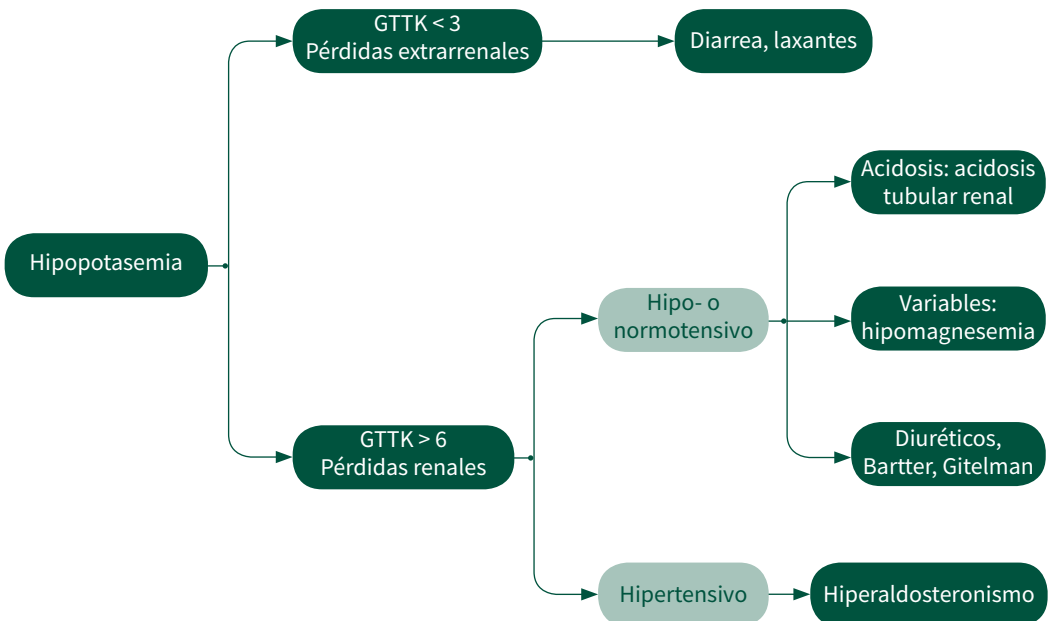 GTTK < 3
Pérdidas extrarrenales
Diarrea, laxantes
Acidosis: acidosis
tubular renal
Hipopotasemia
Hipo- o
normotensivo
Variables:
hipomagnesemia
GTTK > 6
Pérdidas renales
Diuréticos,
Bartter, Gitelman
Hipertensivo
Hiperaldosteronismo